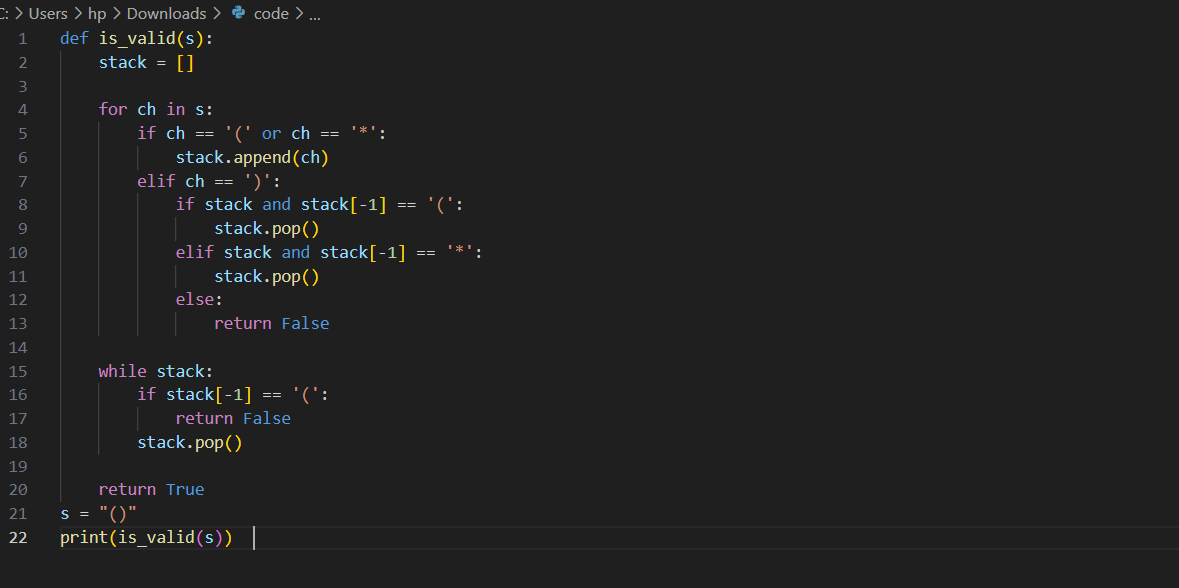 C: > Users > hp > Downloads > code > ...
1 def is_valid(s):
2     stack = []
3
4     for ch in s:
5         if ch == '(' or ch == '*':
6             stack.append(ch)
7         elif ch == ')':
8             if stack and stack[-1] == '(':
9                 stack.pop()
10             elif stack and stack[-1] == '*':
11                 stack.pop()
12             else:
13                 return False
14
15     while stack:
16         if stack[-1] == '(':
17             return False
18         stack.pop()
19
20     return True
21 s = "()"
22 print(is_valid(s))